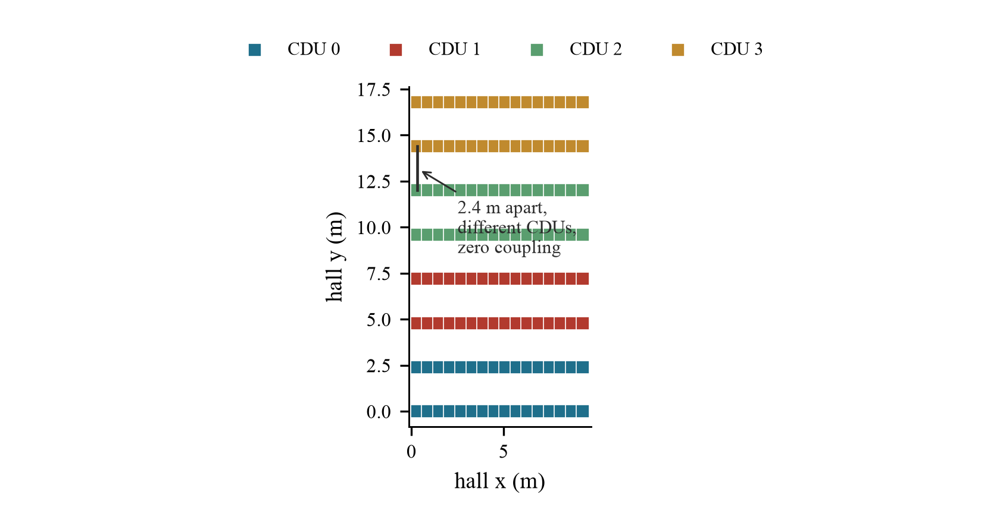 CDU 0 CDU 1 CDU 2 CDU 3
17.5
15.0
12.5
10.0
7.5
5.0
2.5
0.0
hall y (m)
2.4 m apart,
different CDUs,
zero coupling
0 5
hall x (m)